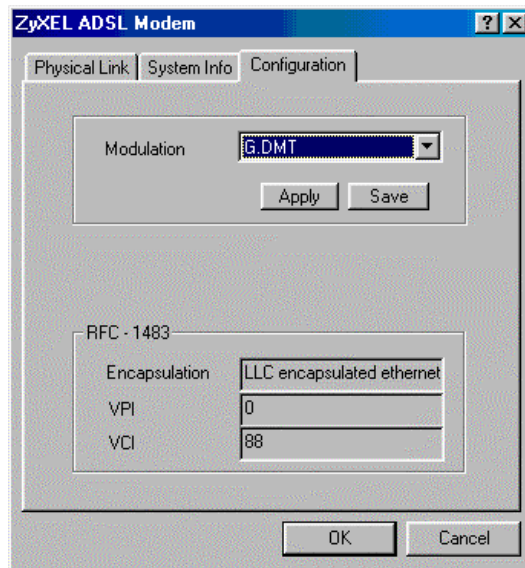 ZyXEL ADSL Modem
Physical Link System Info Configuration
Modulation G.DMT
Apply Save
RFC - 1483
Encapsulation LLC encapsulated ethernet
VPI 0
VCI 88
OK Cancel